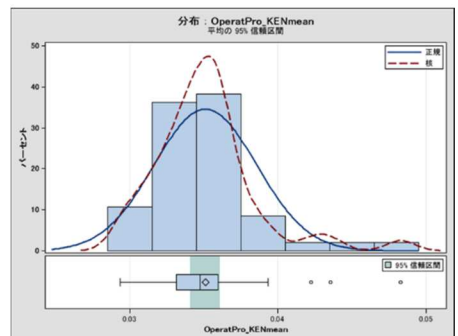 分布 : OperatPro_KENmean
平均の 95% 信頼区間
50
40
30
20
10
0
パーセント
正規
核
95% 信頼区間
0.03
0.04
0.05
OperatPro_KENmean